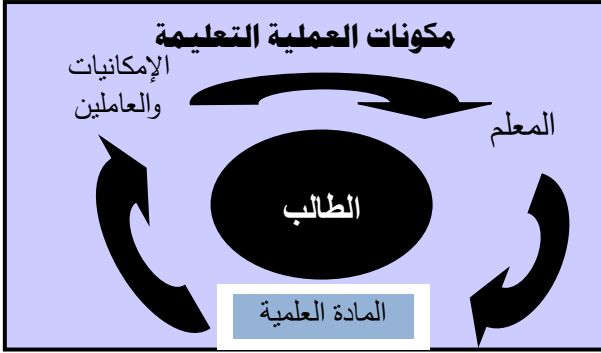 مكونات العملية التعليمة
الإمكانيات
والعاملين
المعلم
الطالب
المادة العلمية